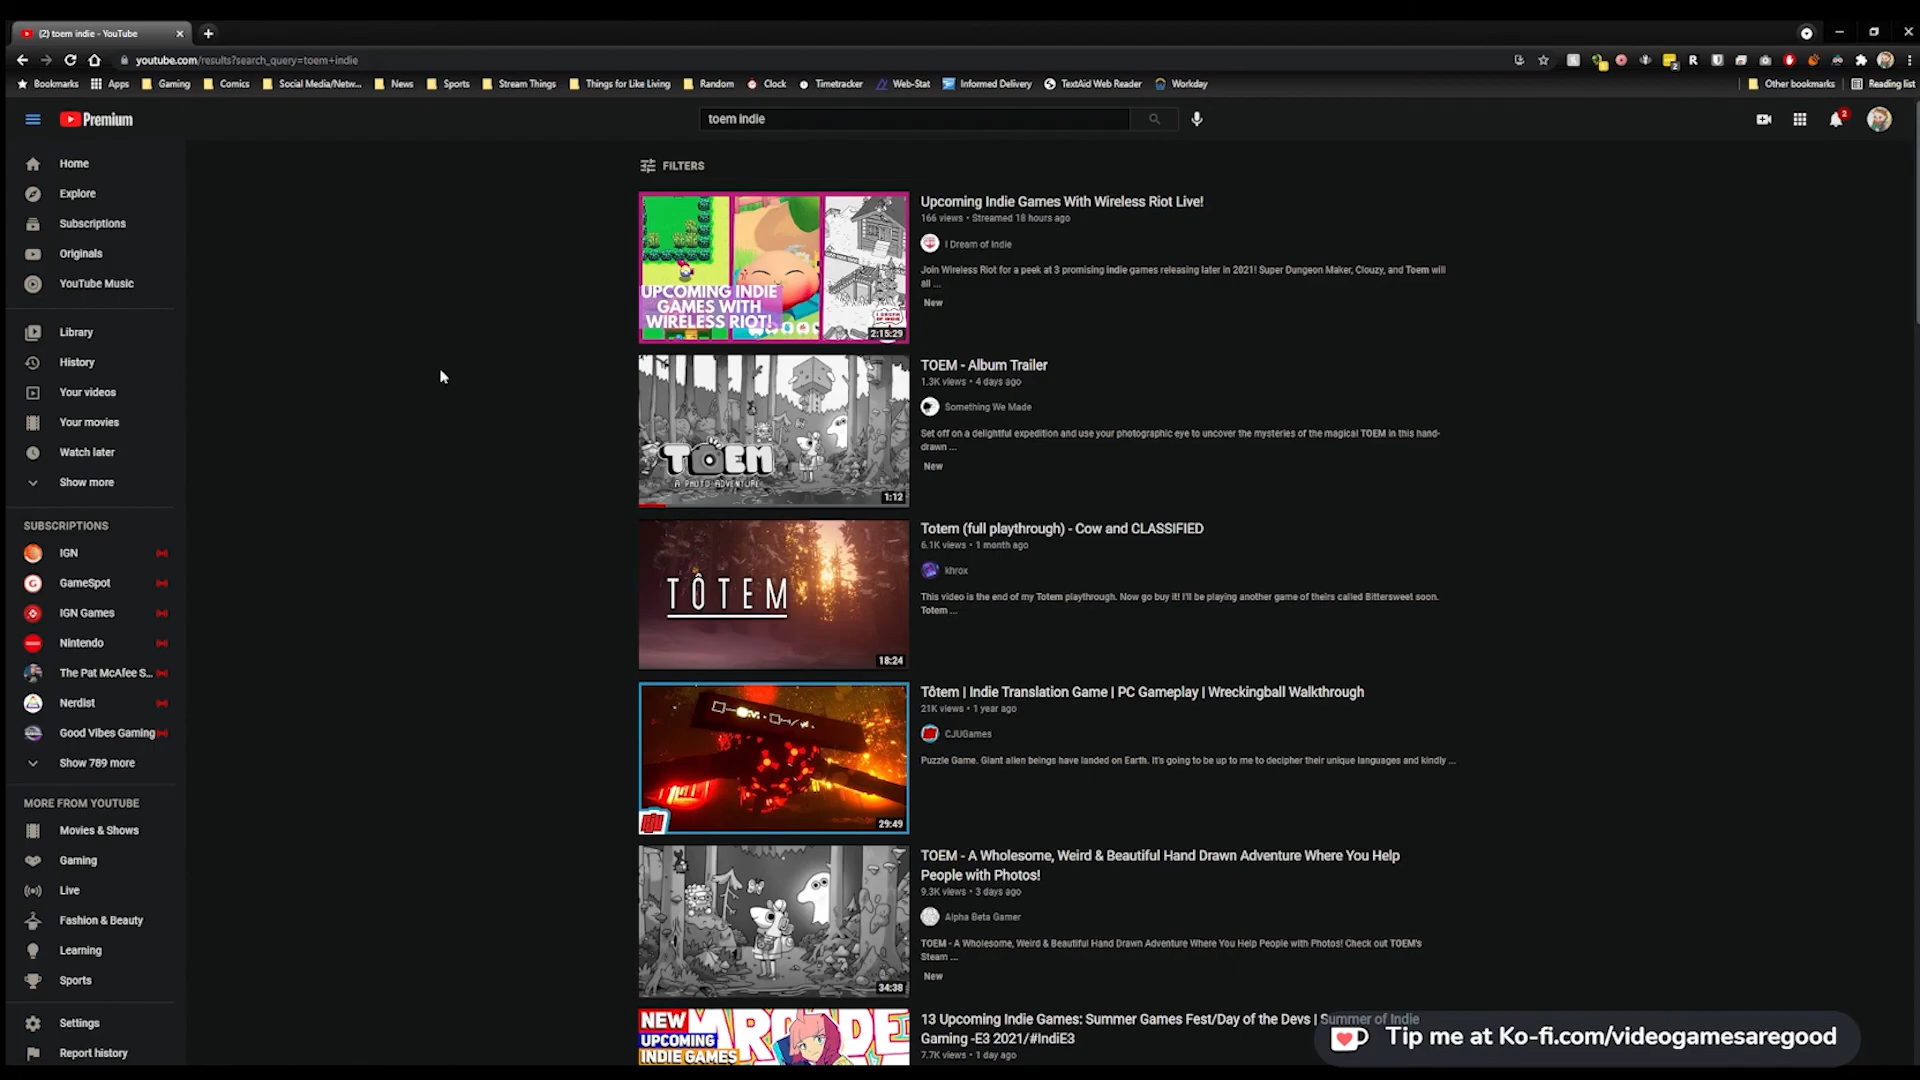 (2) toem indie - YouTube
youtube.com/results?search_query=toem+indie
Bookmarks
Apps
Gaming
Comics
Social Media/Netw...
News
Sports
Stream Things
Things for Like Living
Random
Clock
Timetracker
Web-Stat
Informed Delivery
TextAid Web Reader
Workday
Other bookmarks
Reading list
Premium
toem indie
2
Home
Explore
Subscriptions
Originals
YouTube Music
Library
History
Your videos
Your movies
Watch later
Show more
SUBSCRIPTIONS
IGN
GameSpot
IGN Games
Nintendo
The Pat McAfee S...
Nerdist
Good Vibes Gaming
Show 789 more
MORE FROM YOUTUBE
Movies & Shows
Gaming
Live
Fashion & Beauty
Learning
Sports
Settings
Report history
FILTERS
UPCOMING INDIE
GAMES WITH
WIRELESS RIOT!
2:15:29
Upcoming Indie Games With Wireless Riot Live!
166 views • Streamed 18 hours ago
I Dream of Indie
Join Wireless Riot for a peek at 3 promising indie games releasing later in 2021! Super Dungeon Maker, Clouzy, and Toem will
all ...
New
TOEM
A PHOTO ADVENTURE
1:12
TOEM - Album Trailer
1.3K views • 4 days ago
Something We Made
Set off on a delightful expedition and use your photographic eye to uncover the mysteries of the magical TOEM in this hand-
drawn ...
New
TÔTEM
18:24
Totem (full playthrough) - Cow and CLASSIFIED
6.1K views • 1 month ago
khrox
This video is the end of my Totem playthrough. Now go buy it! I'll be playing another game of theirs called Bittersweet soon.
Totem ...
29:49
Tôtem | Indie Translation Game | PC Gameplay | Wreckingball Walkthrough
21K views • 1 year ago
CJUGames
Puzzle Game. Giant alien beings have landed on Earth. It's going to be up to me to decipher their unique languages and kindly ...
34:38
TOEM - A Wholesome, Weird & Beautiful Hand Drawn Adventure Where You Help
People with Photos!
9.3K views • 3 days ago
Alpha Beta Gamer
TOEM - A Wholesome, Weird & Beautiful Hand Drawn Adventure Where You Help People with Photos! Check out TOEM's
Steam ...
New
NEW
UPCOMING
INDIE GAMES
13 Upcoming Indie Games: Summer Games Fest/Day of the Devs | Summer of Indie
Gaming -E3 2021/#IndiE3
7.7K views • 1 day ago
Tip me at Ko-fi.com/videogamesaregood